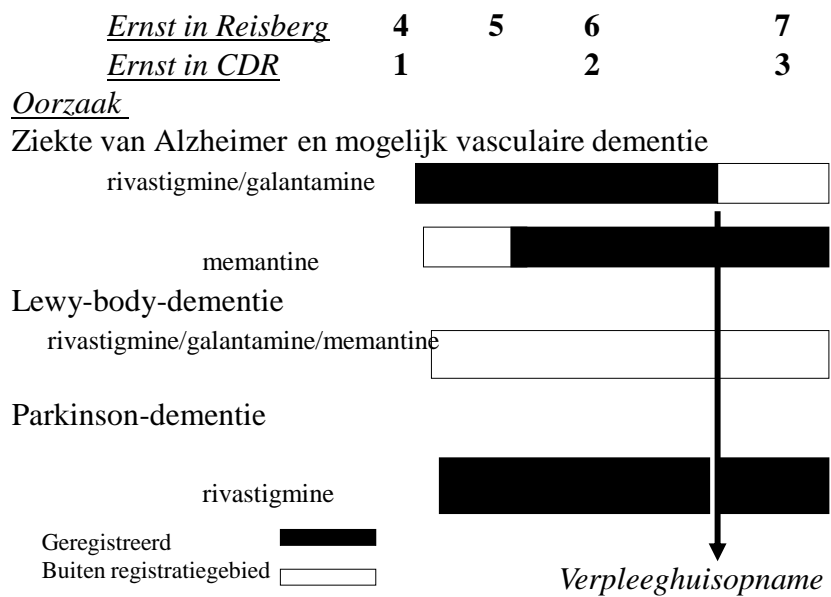 Ernst in Reisberg 4 5 6 7
Ernst in CDR 1 2 3
Oorzaak
Ziekte van Alzheimer en mogelijk vasculaire dementie
rivastigmine/galantamine
memantine
Lewy-body-dementie
rivastigmine/galantamine/memantine
Parkinson-dementie
rivastigmine
Geregistreerd
Buiten registratiegebied
Verpleeghuisopname